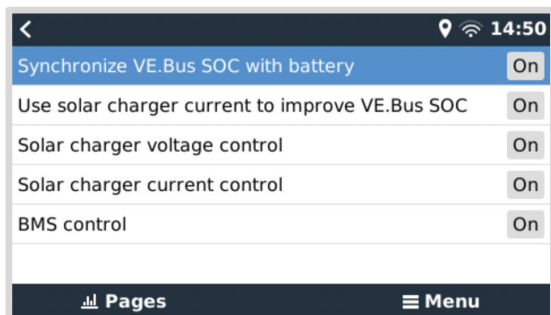 14:50
Synchronize VE.Bus SOC with battery On
Use solar charger current to improve VE.Bus SOC On
Solar charger voltage control On
Solar charger current control On
BMS control On
Pages Menu